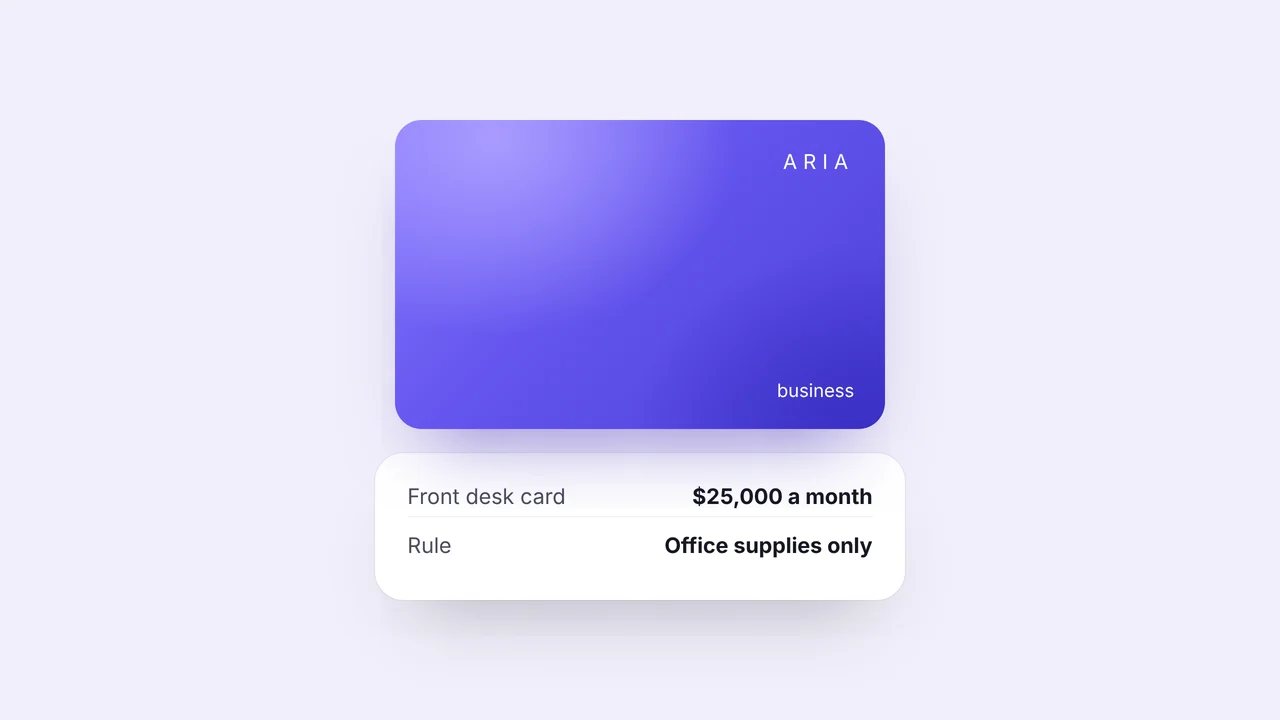 ARIA
business
Front desk card $25,000 a month
Rule Office supplies only